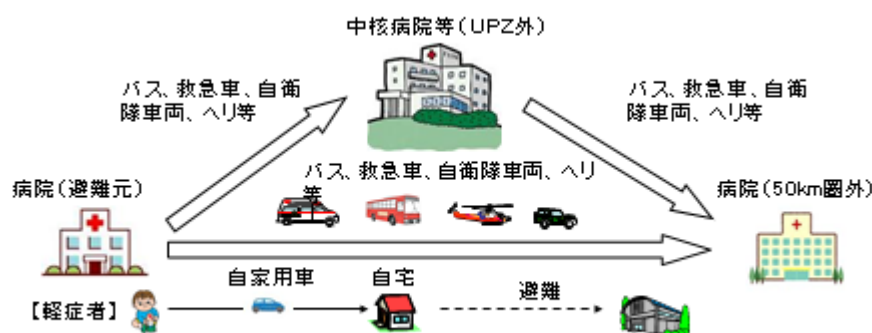 中核病院等(UPZ外)
バス、救急車、自衛
隊車両、ヘリ等
バス、救急車、自衛
隊車両、ヘリ等
バス、救急車、自衛隊車両、ヘリ
等
病院(避難元)
病院(50km圏外)
自家用車
自宅
避難
【軽症者】